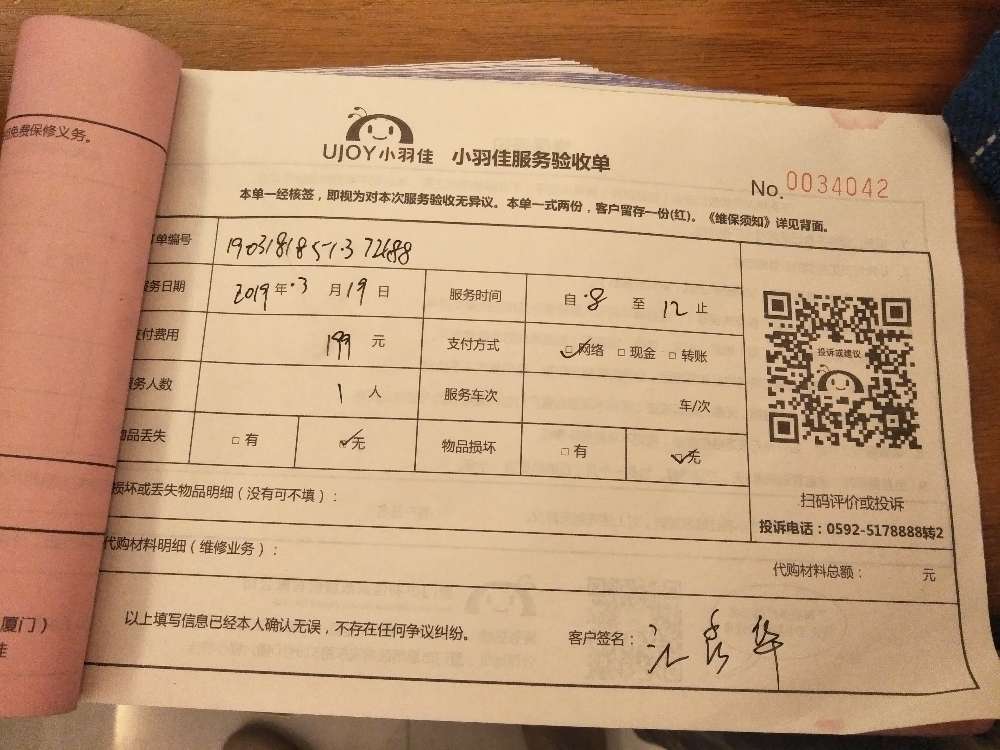 免费保修义务。
UJOY小羽佳 小羽佳服务验收单
No. 0034042
本单一经核签，即视为对本次服务验收无异议。本单一式两份，客户留存一份(红)。《维保须知》详见背面。
单编号
务日期 2019年·3月19日 服务时间 自·8至12止
付费用 199元 支付方式 网络 现金 转账
务人数 1人 服务车次 车/次
品丢失 有 无 物品损坏 有 无
投诉或建议
扫码评价或投诉
投诉电话：0592-5178888转2
损坏或丢失物品明细（没有可不填）：
代购材料明细（维修业务）：
代购材料总额： 元
以上填写信息已经本人确认无误，不存在任何争议纠纷。 客户签名：
厦门）
佳